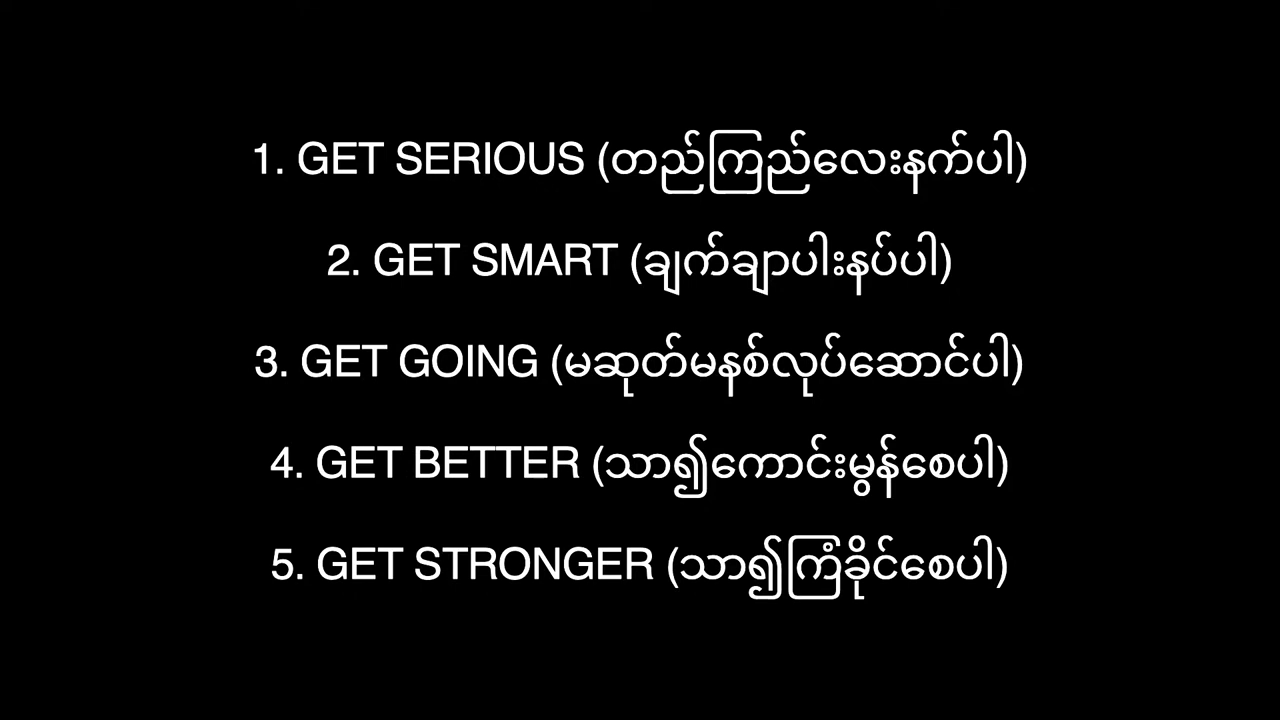 1. GET SERIOUS (တည်ကြည်လေးနက်ပါ)
2. GET SMART (ချက်ချာပါးနပ်ပါ)
3. GET GOING (မဆုတ်မနစ်လုပ်ဆောင်ပါ)
4. GET BETTER (သာ၍ကောင်းမွန်စေပါ)
5. GET STRONGER (သာ၍ကြံခိုင်စေပါ)